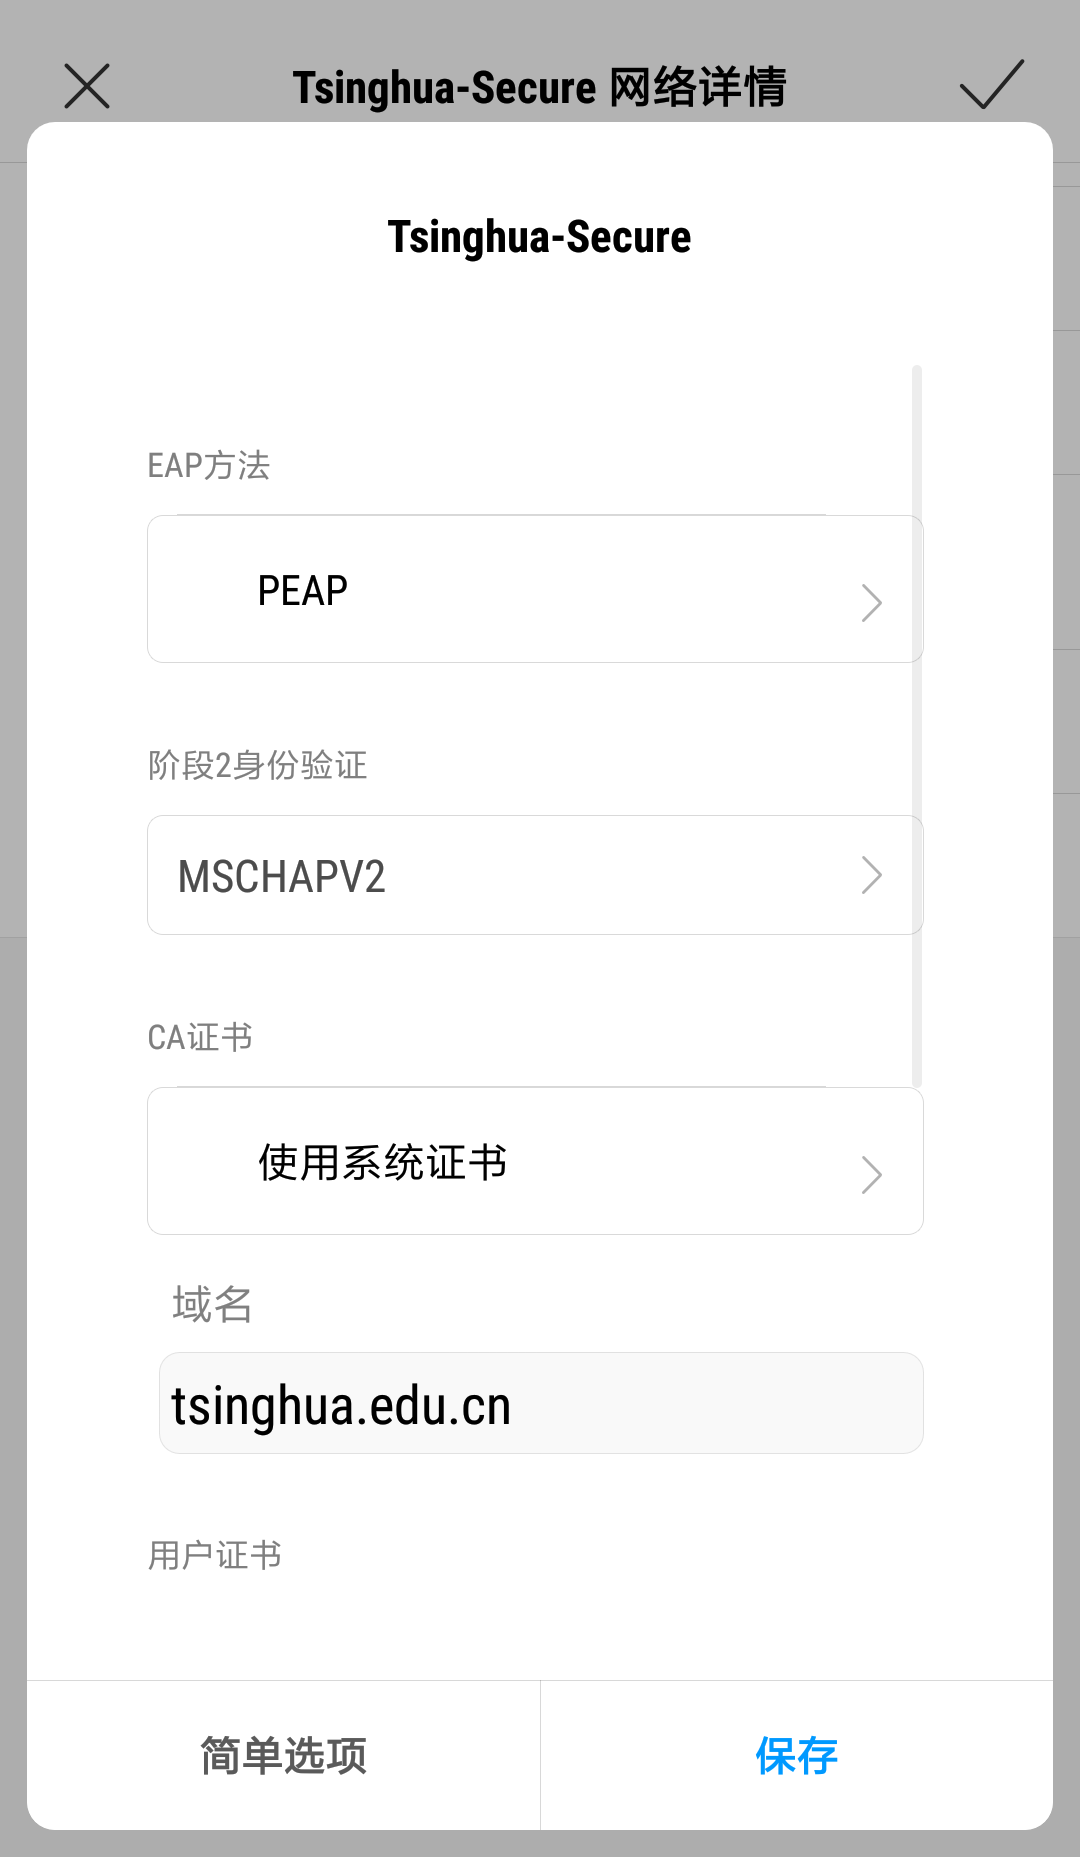 Tsinghua-Secure 网络详情
Tsinghua-Secure
EAP方法
PEAP
阶段2身份验证
MSCHAPV2
CA证书
使用系统证书
域名
tsinghua.edu.cn
用户证书
简单选项
保存